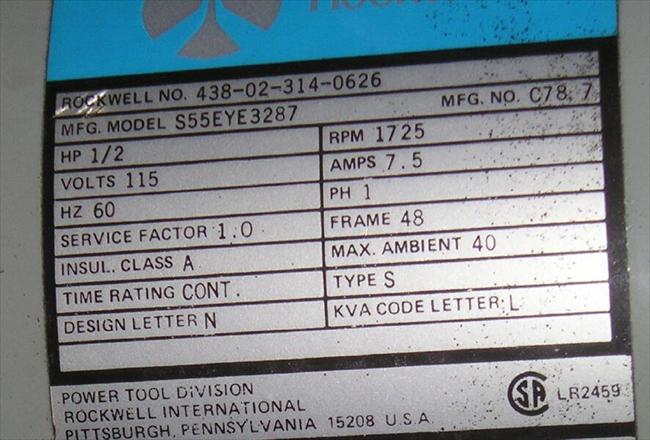 ROCKWELL NO. 438-02-314-0626
MFG. MODEL S55EYE3287 MFG. NO. C78, 7
HP 1/2 RPM 1725
VOLTS 115 AMPS 7.5
HZ 60 PH 1
SERVICE FACTOR 1.0 FRAME 48
INSUL. CLASS A MAX. AMBIENT 40
TIME RATING CONT. TYPE S
DESIGN LETTER N KVA CODE LETTER L
POWER TOOL DIVISION
ROCKWELL INTERNATIONAL
PITTSBURGH, PENNSYLVANIA 15208 U.S.A.
SA LR2459